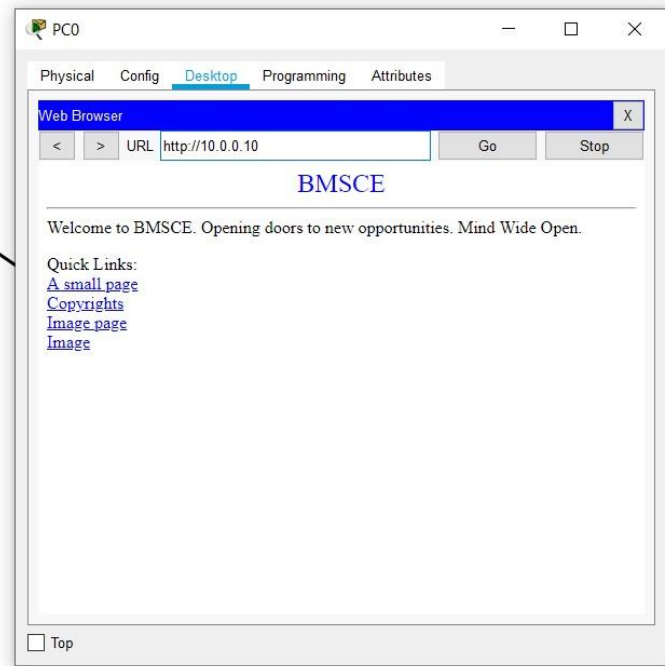 PC0
Physical Config Desktop Programming Attributes
Web Browser X
< > URL http://10.0.0.10 Go Stop
BMSCE
Welcome to BMSCE. Opening doors to new opportunities. Mind Wide Open.
Quick Links:
A small page
Copyrights
Image page
Image
Top